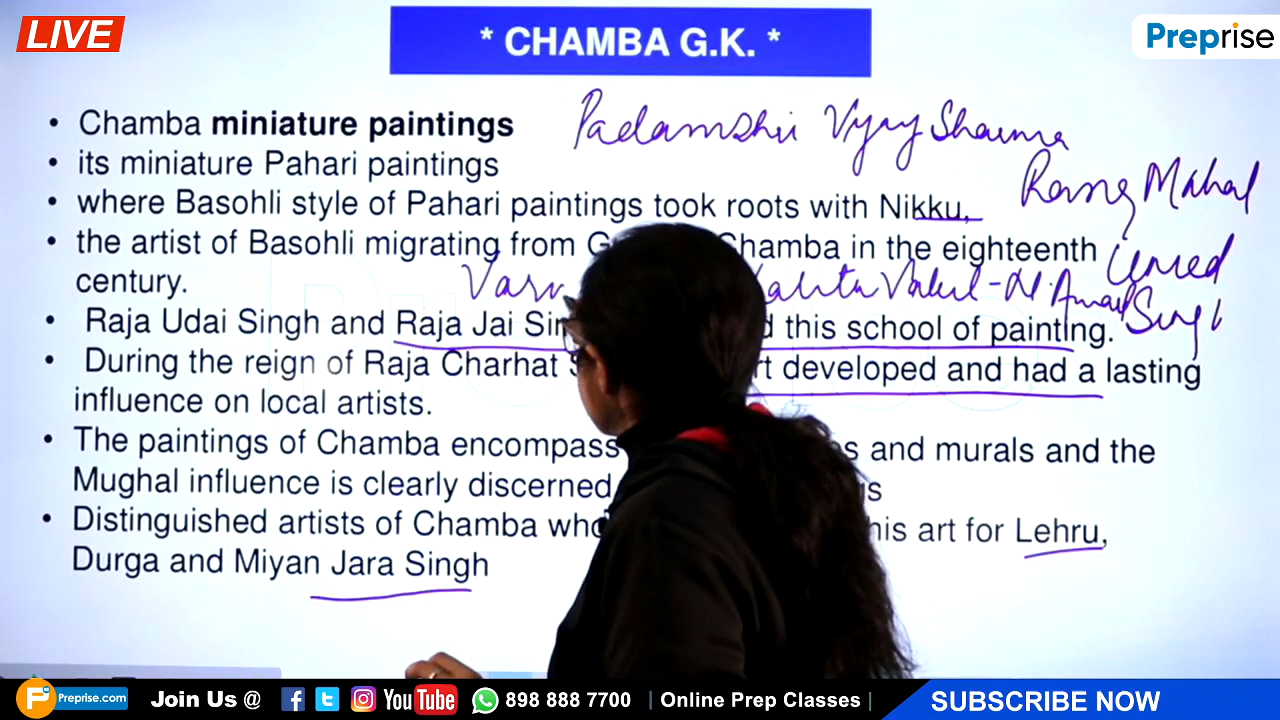 LIVE
* CHAMBA G.K. *
Preprise
• Chamba miniature paintings
Padamshri Vijay Sharma
• its miniature Pahari paintings
Rang Mahal
• where Basohli style of Pahari paintings took roots with Nikku,
• the artist of Basohli migrating from G Chamba in the eighteenth
century.
Umed Singh
• Raja Udai Singh and Raja Jai Sin d this school of painting.
• During the reign of Raja Charhat S rt developed and had a lasting
influence on local artists.
• The paintings of Chamba encompass s and murals and the
Mughal influence is clearly discerned gs
• Distinguished artists of Chamba who his art for Lehru,
Durga and Miyan Jara Singh
Preprise.com Join Us @ YouTube 898 888 7700 | Online Prep Classes | SUBSCRIBE NOW